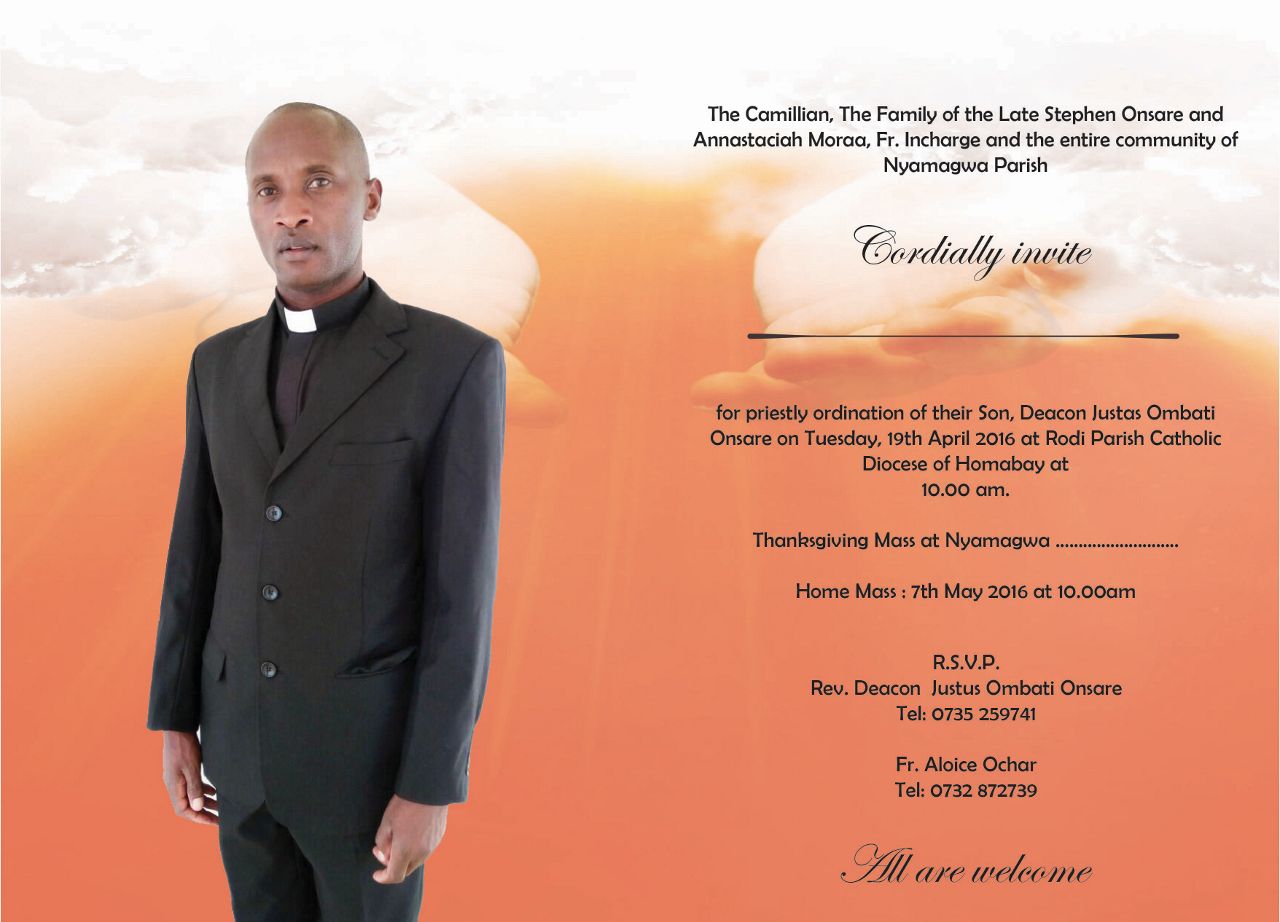 The Camillian, The Family of the Late Stephen Onsare and
Annastaciah Moraa, Fr. Incharge and the entire community of
Nyamagwa Parish
Cordially invite
for priestly ordination of their Son, Deacon Justas Ombati
Onsare on Tuesday, 19th April 2016 at Rodi Parish Catholic
Diocese of Homabay at
10.00 am.
Thanksgiving Mass at Nyamagwa ...........................
Home Mass : 7th May 2016 at 10.00am
R.S.V.P.
Rev. Deacon  Justus Ombati Onsare
Tel: 0735 259741
Fr. Aloice Ochar
Tel: 0732 872739
All are welcome